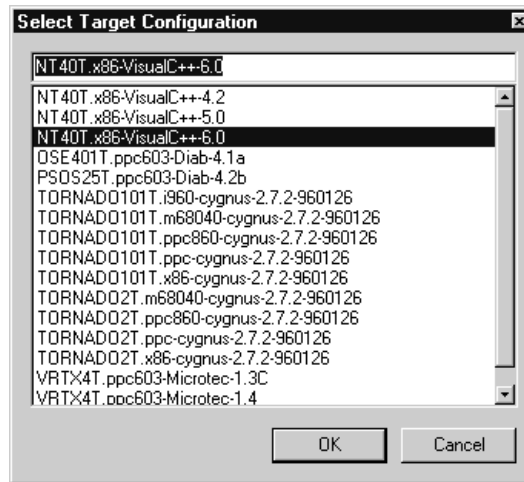 Select Target Configuration
NT40T.x86-VisualC++-6.0
NT40T.x86-VisualC++-4.2
NT40T.x86-VisualC++-5.0
NT40T.x86-VisualC++-6.0
OSE401T.ppc603-Diab-4.1a
PSOS25T.ppc603-Diab-4.2b
TORNADO101T.i960-cygnus-2.7.2-960126
TORNADO101T.m68040-cygnus-2.7.2-960126
TORNADO101T.ppc860-cygnus-2.7.2-960126
TORNADO101T.ppc-cygnus-2.7.2-960126
TORNADO101T.x86-cygnus-2.7.2-960126
TORNADO2T.m68040-cygnus-2.7.2-960126
TORNADO2T.ppc860-cygnus-2.7.2-960126
TORNADO2T.ppc-cygnus-2.7.2-960126
TORNADO2T.x86-cygnus-2.7.2-960126
VRTX4T.ppc603-Microtec-1.3C
VRTX4T.ppc603-Microtec-1.4
OK Cancel